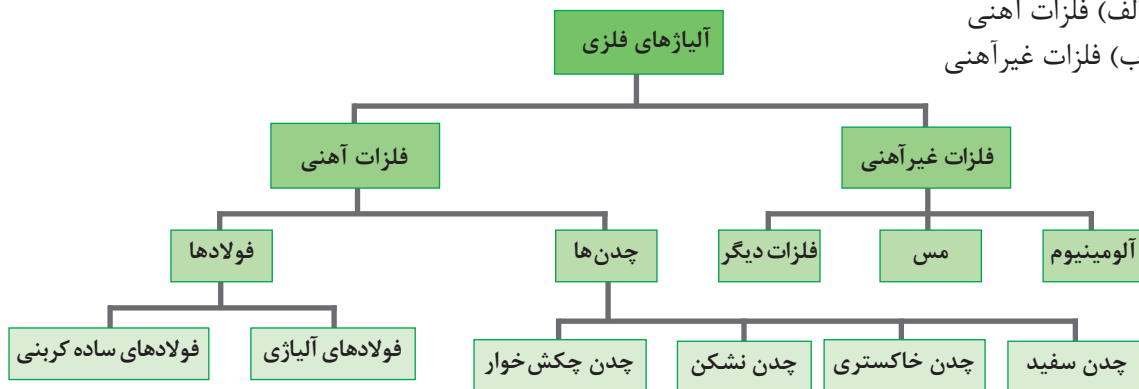 الف) فلزات آهنی
ب) فلزات غیرآهنی
آلیاژهای فلزی
فلزات غیرآهنی
فلزات آهنی
آلومینیوم
مس
فلزات دیگر
چدن‌ها
فولادها
چدن سفید
چدن خاکستری
چدن نشکن
چدن چکش‌خوار
فولادهای آلیاژی
فولادهای ساده کربنی